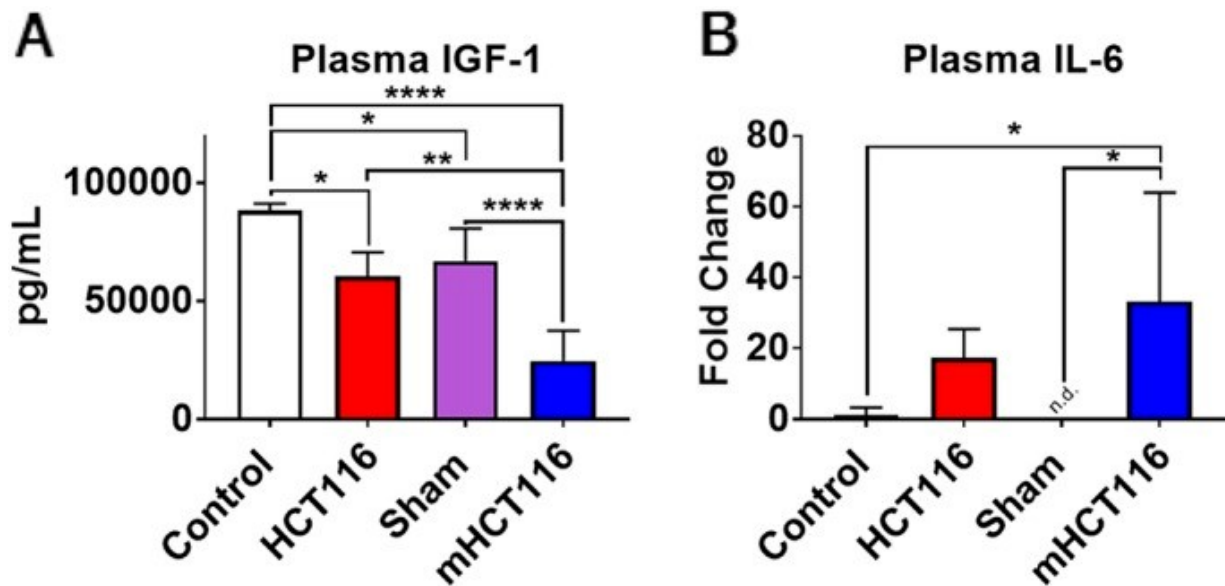 A
Plasma IGF-1
****
*
**
*
****
pg/mL
100000
50000
0
Control
HCT116
Sham
mHCT116
B
Plasma IL-6
*
*
Fold Change
80
60
40
20
0
n.d.
Control
HCT116
Sham
mHCT116